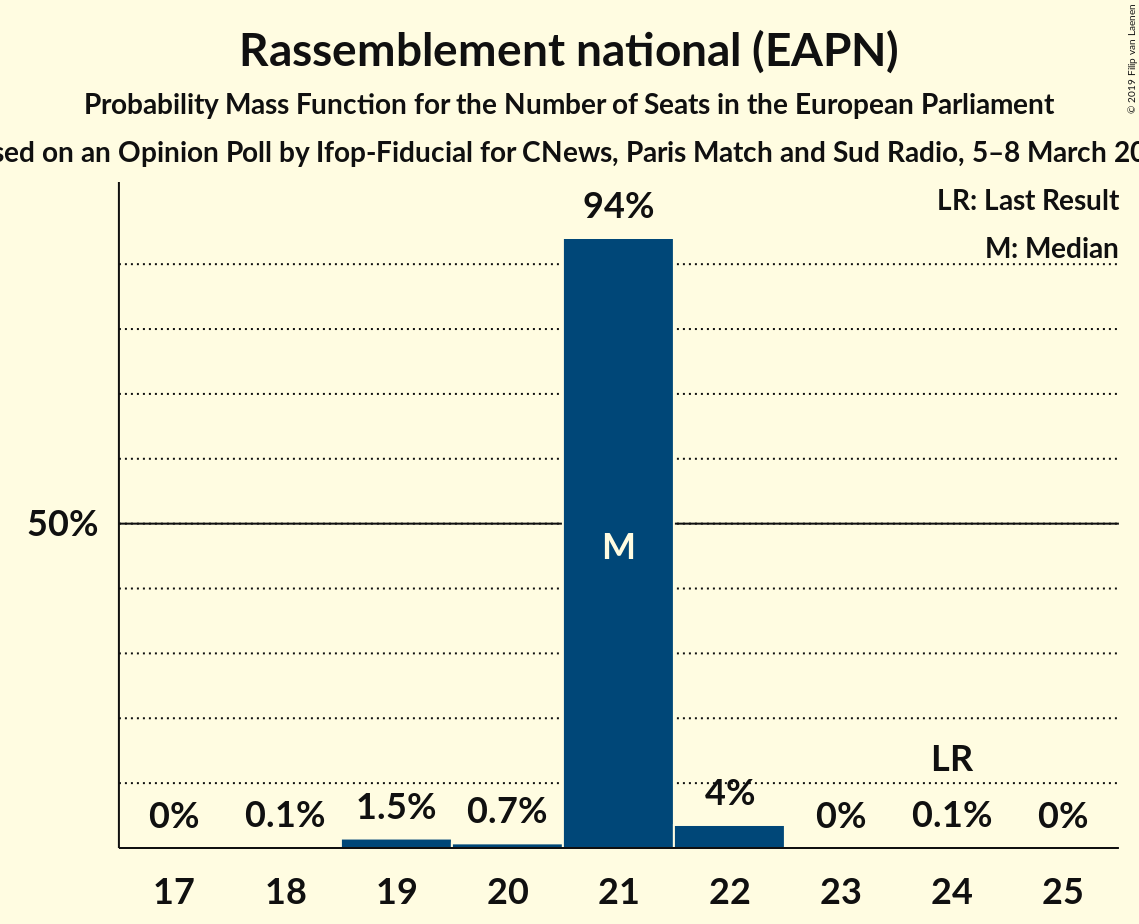 Rassemblement national (EAPN)
Probability Mass Function for the Number of Seats in the European Parliament
sed on an Opinion Poll by Ifop-Fiducial for CNews, Paris Match and Sud Radio, 5–8 March 20
© 2019 Filip van Laenen
LR: Last Result
M: Median
94%
50%
M
LR
0%
0.1%
1.5%
0.7%
4%
0%
0.1%
0%
17
18
19
20
21
22
23
24
25